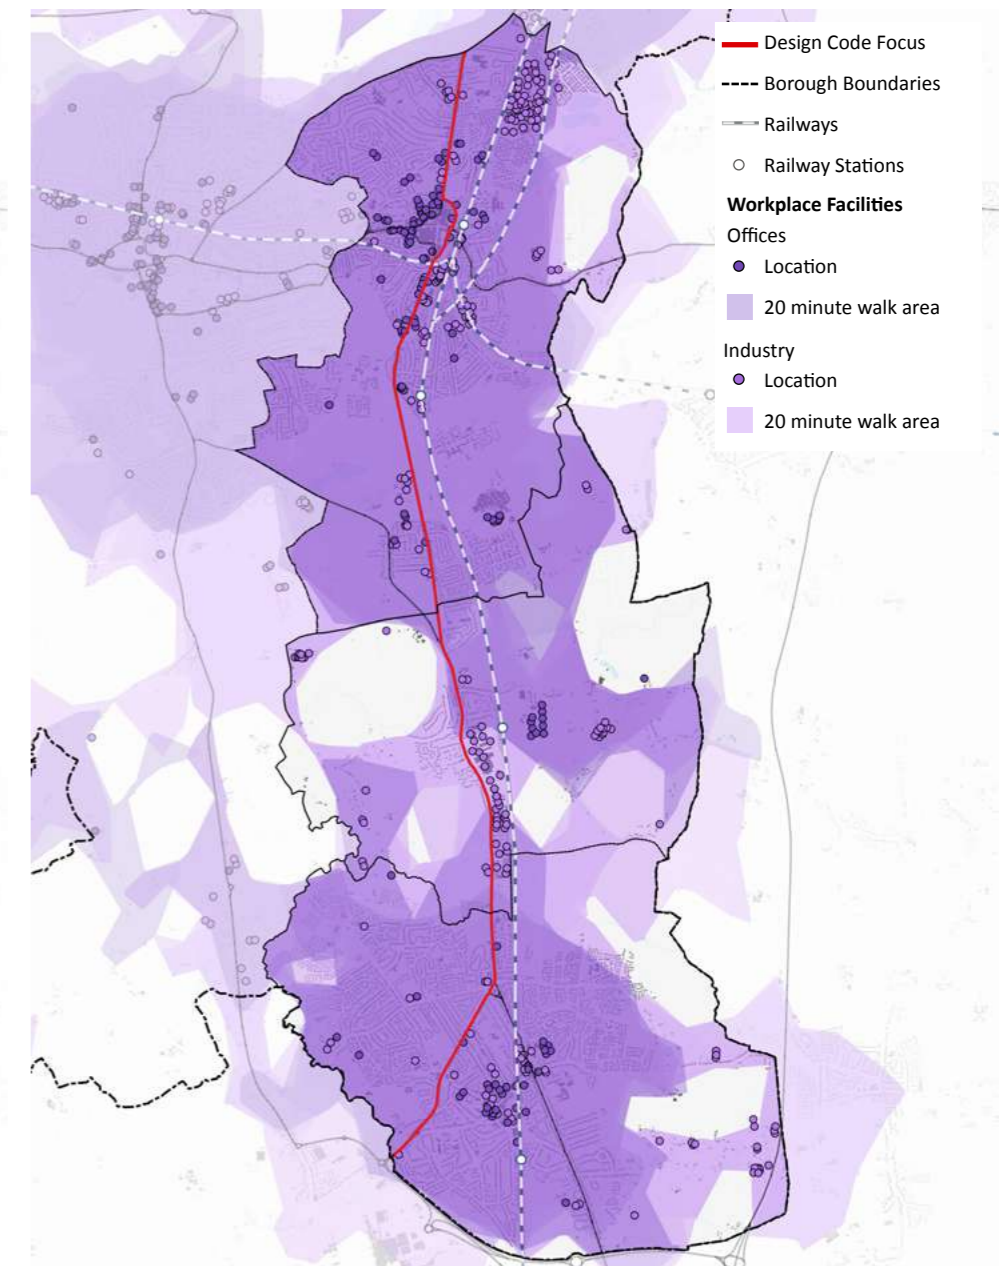 Design Code Focus
Borough Boundaries
Railways
Railway Stations
Workplace Facilities
Offices
Location
20 minute walk area
Industry
Location
20 minute walk area